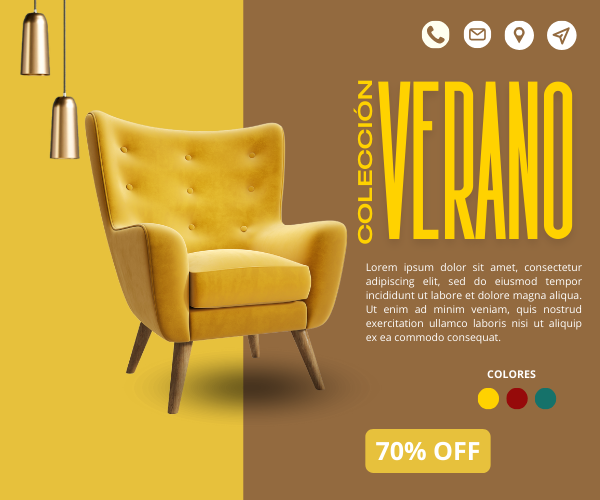 COLECCIÓN
VERANO
Lorem ipsum dolor sit amet, consectetur
adipiscing elit, sed do eiusmod tempor
incididunt ut labore et dolore magna aliqua.
Ut enim ad minim veniam, quis nostrud
exercitation ullamco laboris nisi ut aliquip
ex ea commodo consequat.
COLORES
70% OFF